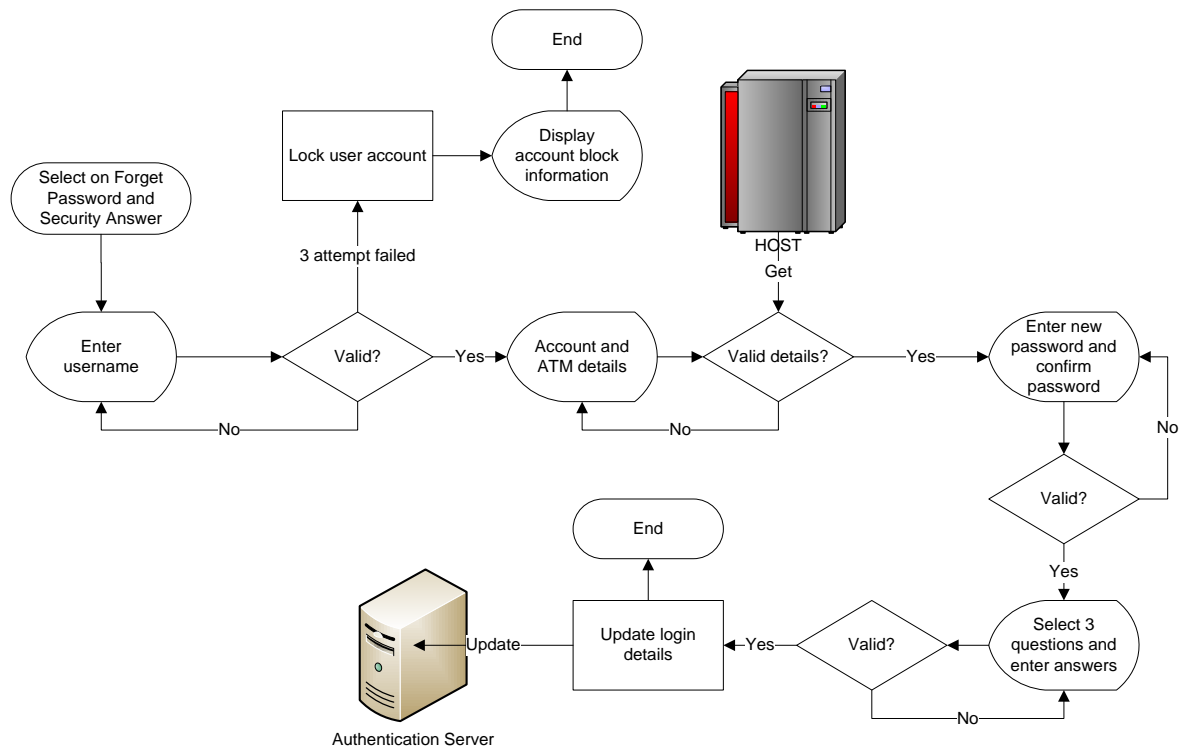 End
Lock user account
Display
account block
information
Select on Forget
Password and
Security Answer
3 attempt failed
HOST
Get
Enter
username
Valid?
Yes
Account and
ATM details
Valid details?
Yes
Enter new
password and
confirm
password
No
No
No
Valid?
End
Yes
Update
Update login
details
Yes
Valid?
Select 3
questions and
enter answers
No
Authentication Server